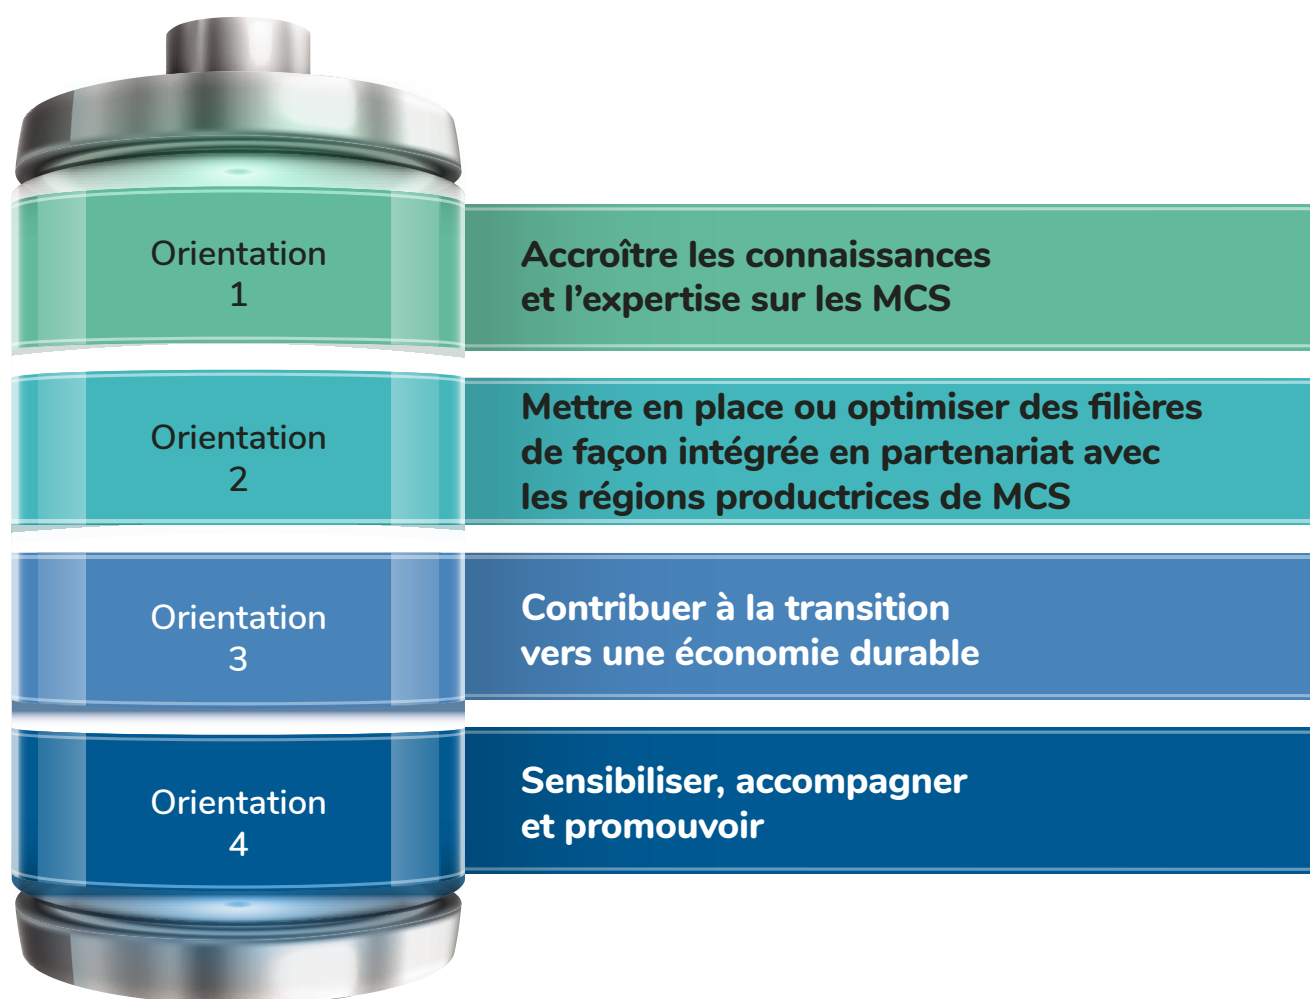 Orientation
1
Accroître les connaissances
et l’expertise sur les MCS
Orientation
2
Mettre en place ou optimiser des filières
de façon intégrée en partenariat avec
les régions productrices de MCS
Orientation
3
Contribuer à la transition
vers une économie durable
Orientation
4
Sensibiliser, accompagner
et promouvoir